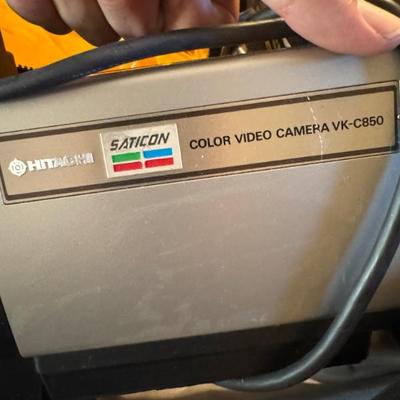 HITACHI
SATICON
COLOR VIDEO CAMERA VK-C850